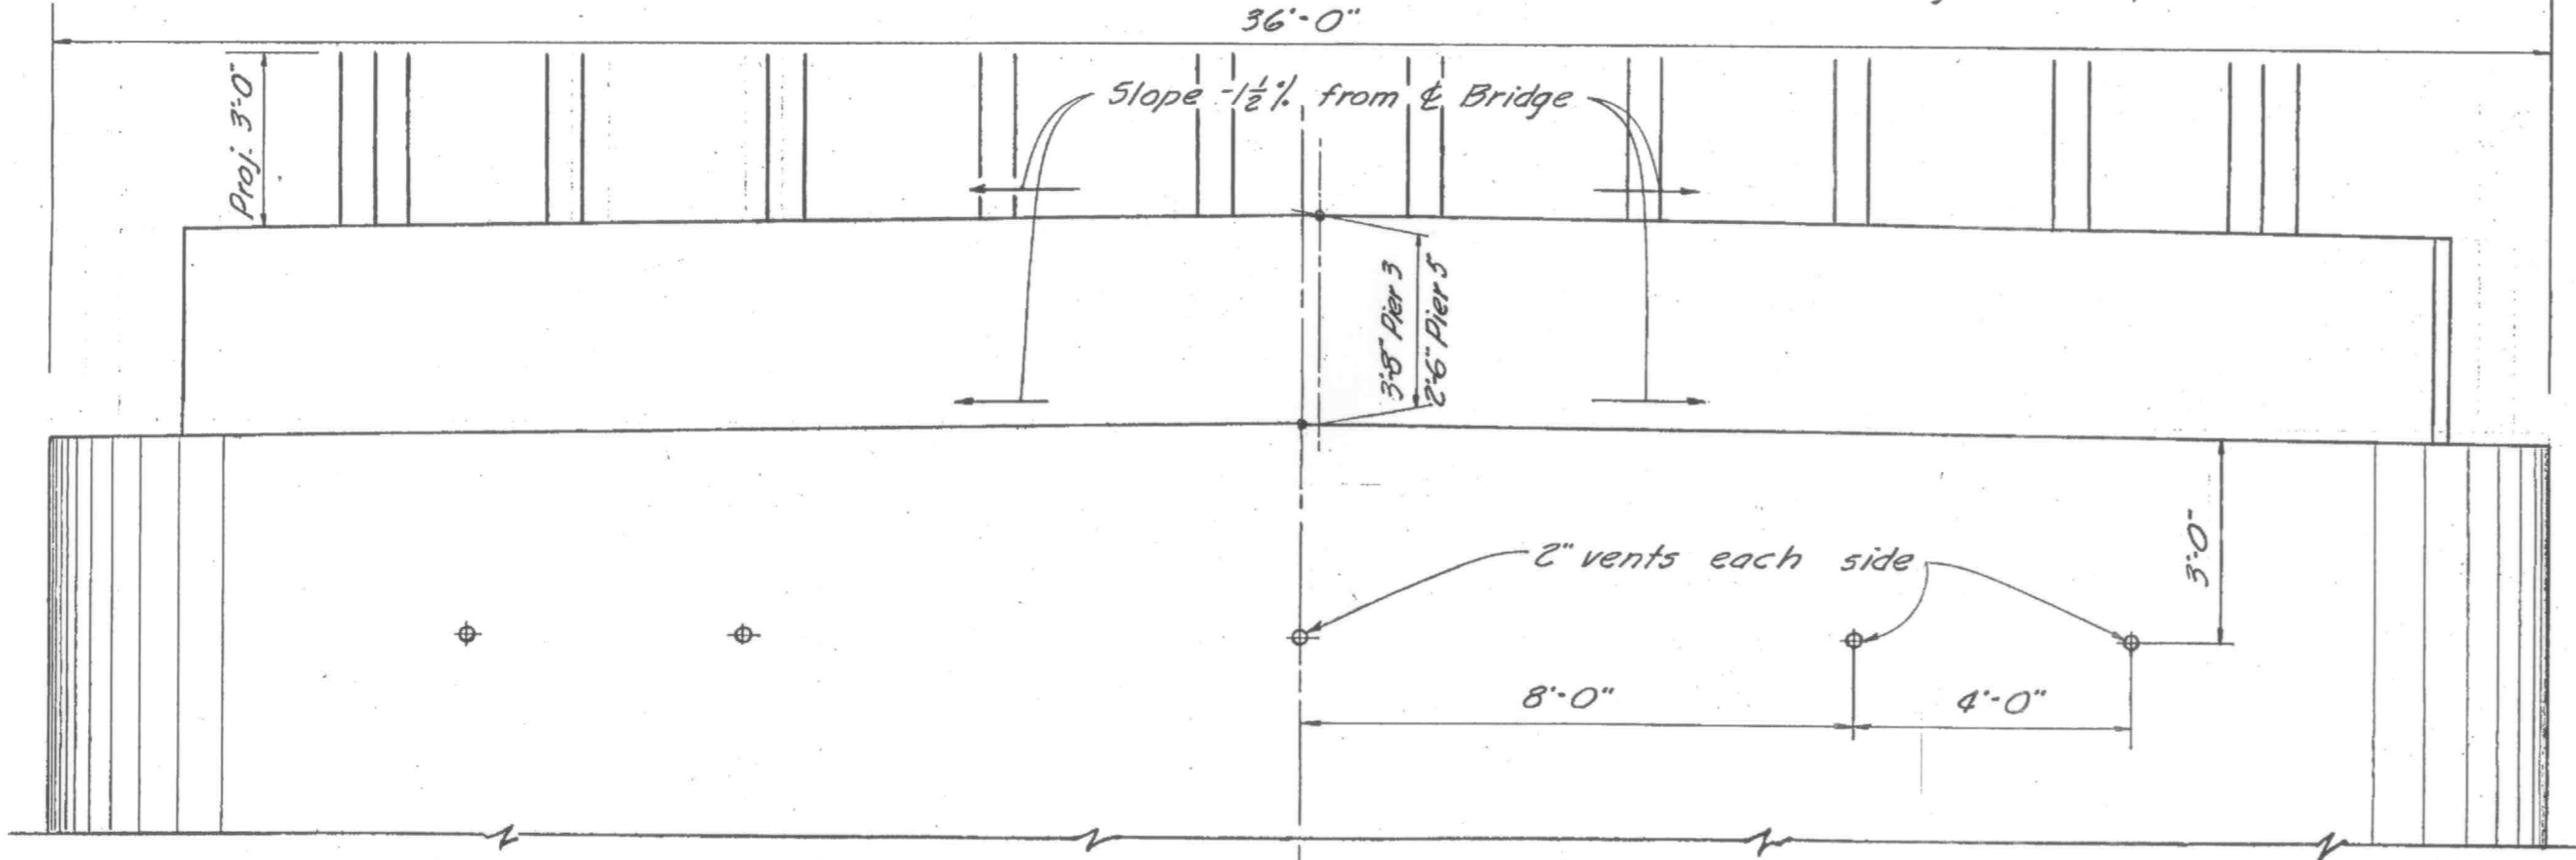 36'-0"
Proj. 3'-0"
Slope -1½% from ℄ Bridge
3'-8" Pier 3
2'-6" Pier 5
2" vents each side
3'-0"
8'-0"
4'-0"